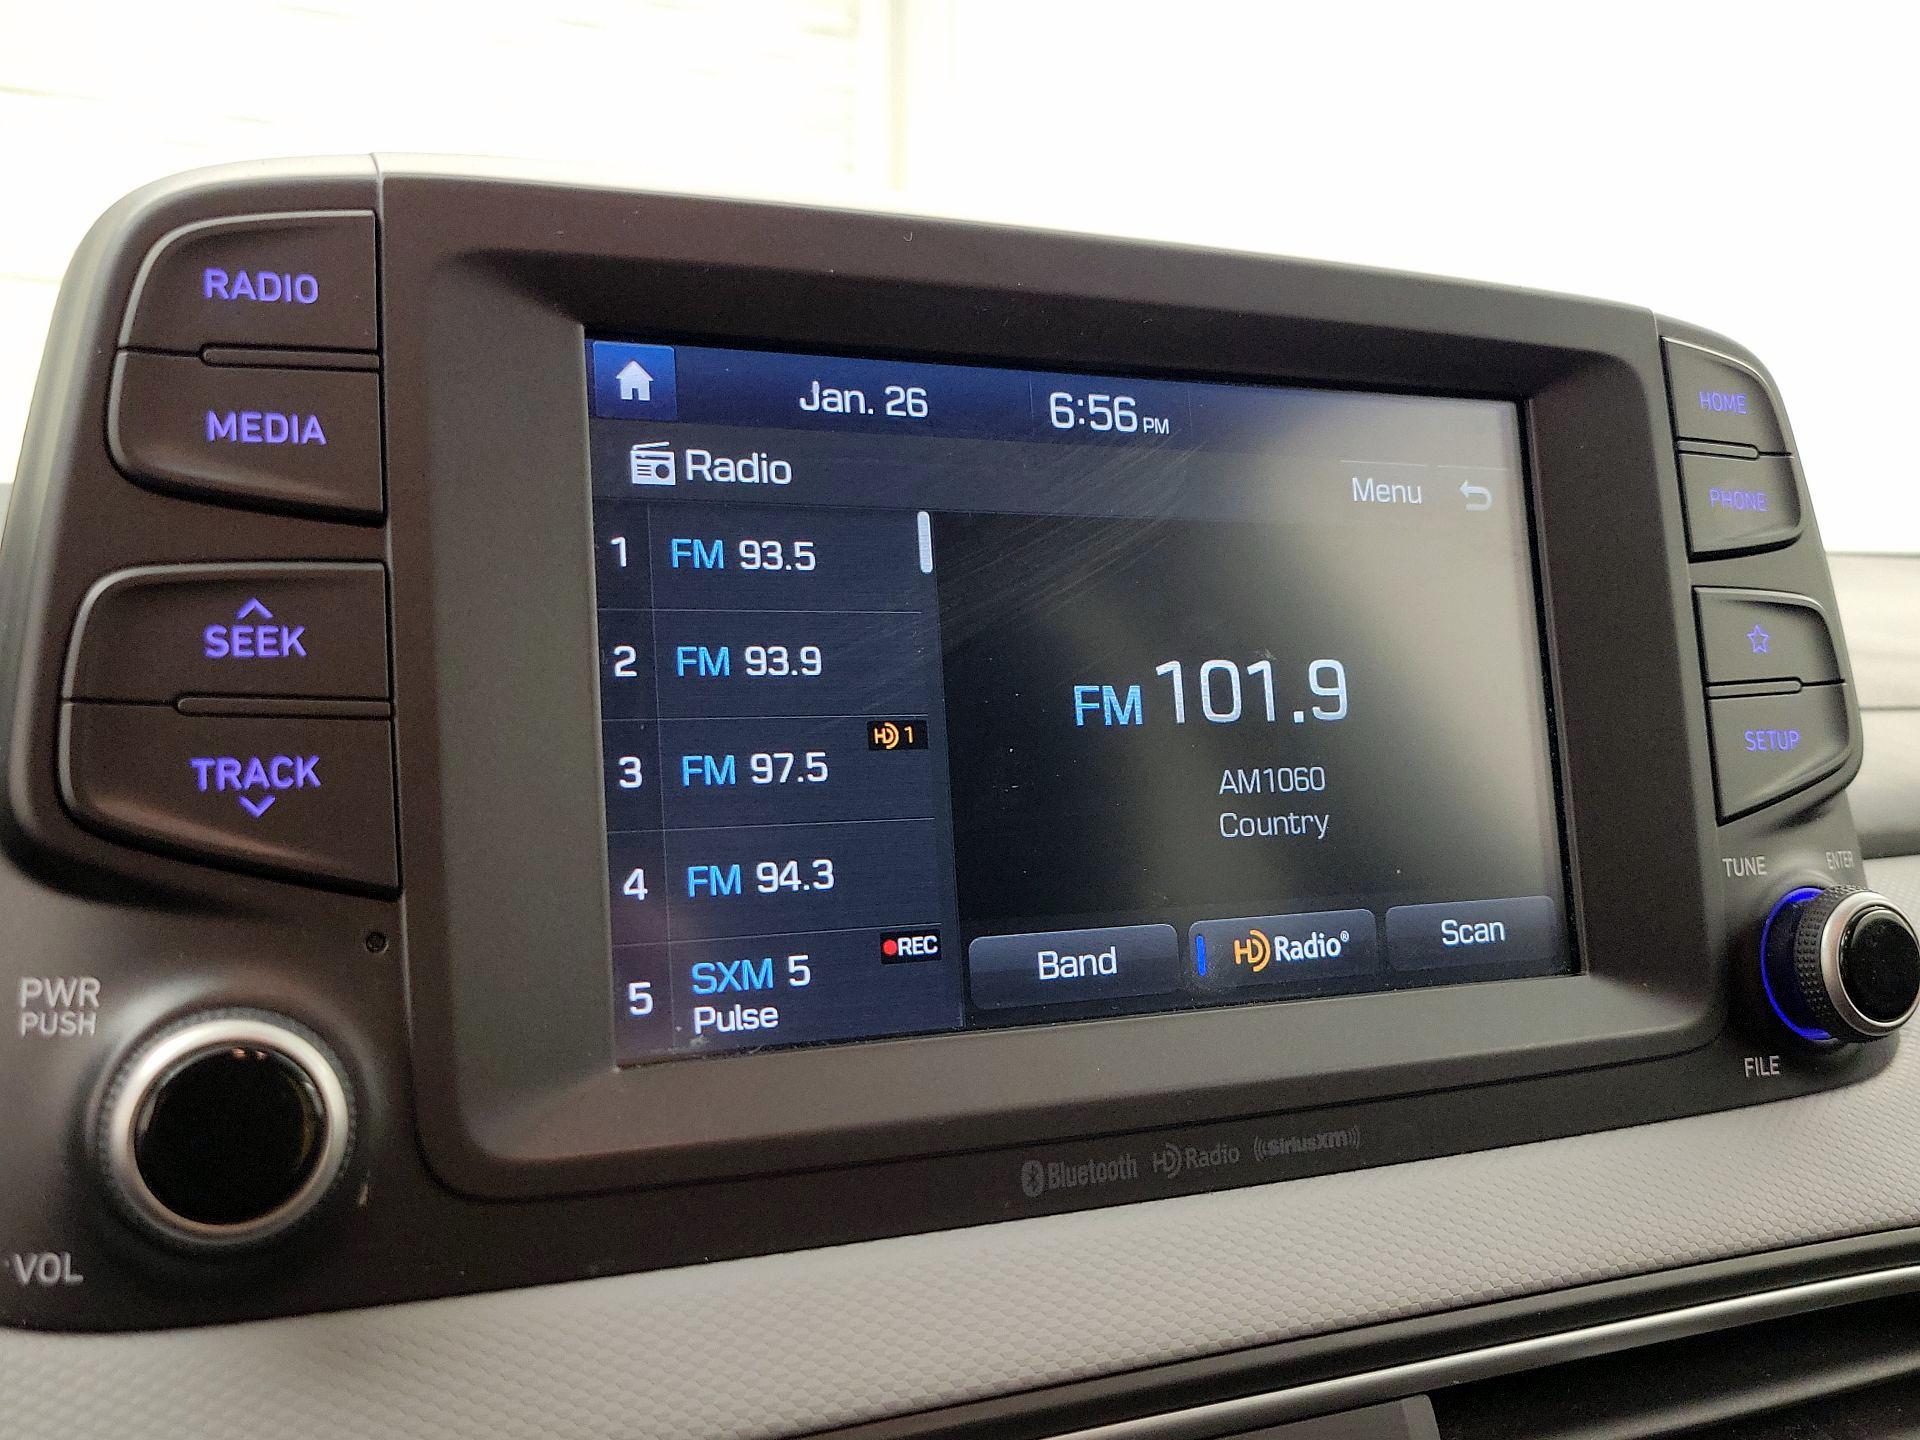 RADIO
MEDIA
SEEK
TRACK
PWR
PUSH
VOL
Jan. 26
6:56 PM
Radio
Menu
1 FM 93.5
2 FM 93.9
3 FM 97.5 HD 1
4 FM 94.3
5 SXM 5 REC
Pulse
FM 101.9
AM1060
Country
Band
HD Radio®
Scan
Bluetooth HD Radio ((SiriusXM))
HOME
PHONE
SETUP
TUNE
ENTER
FILE